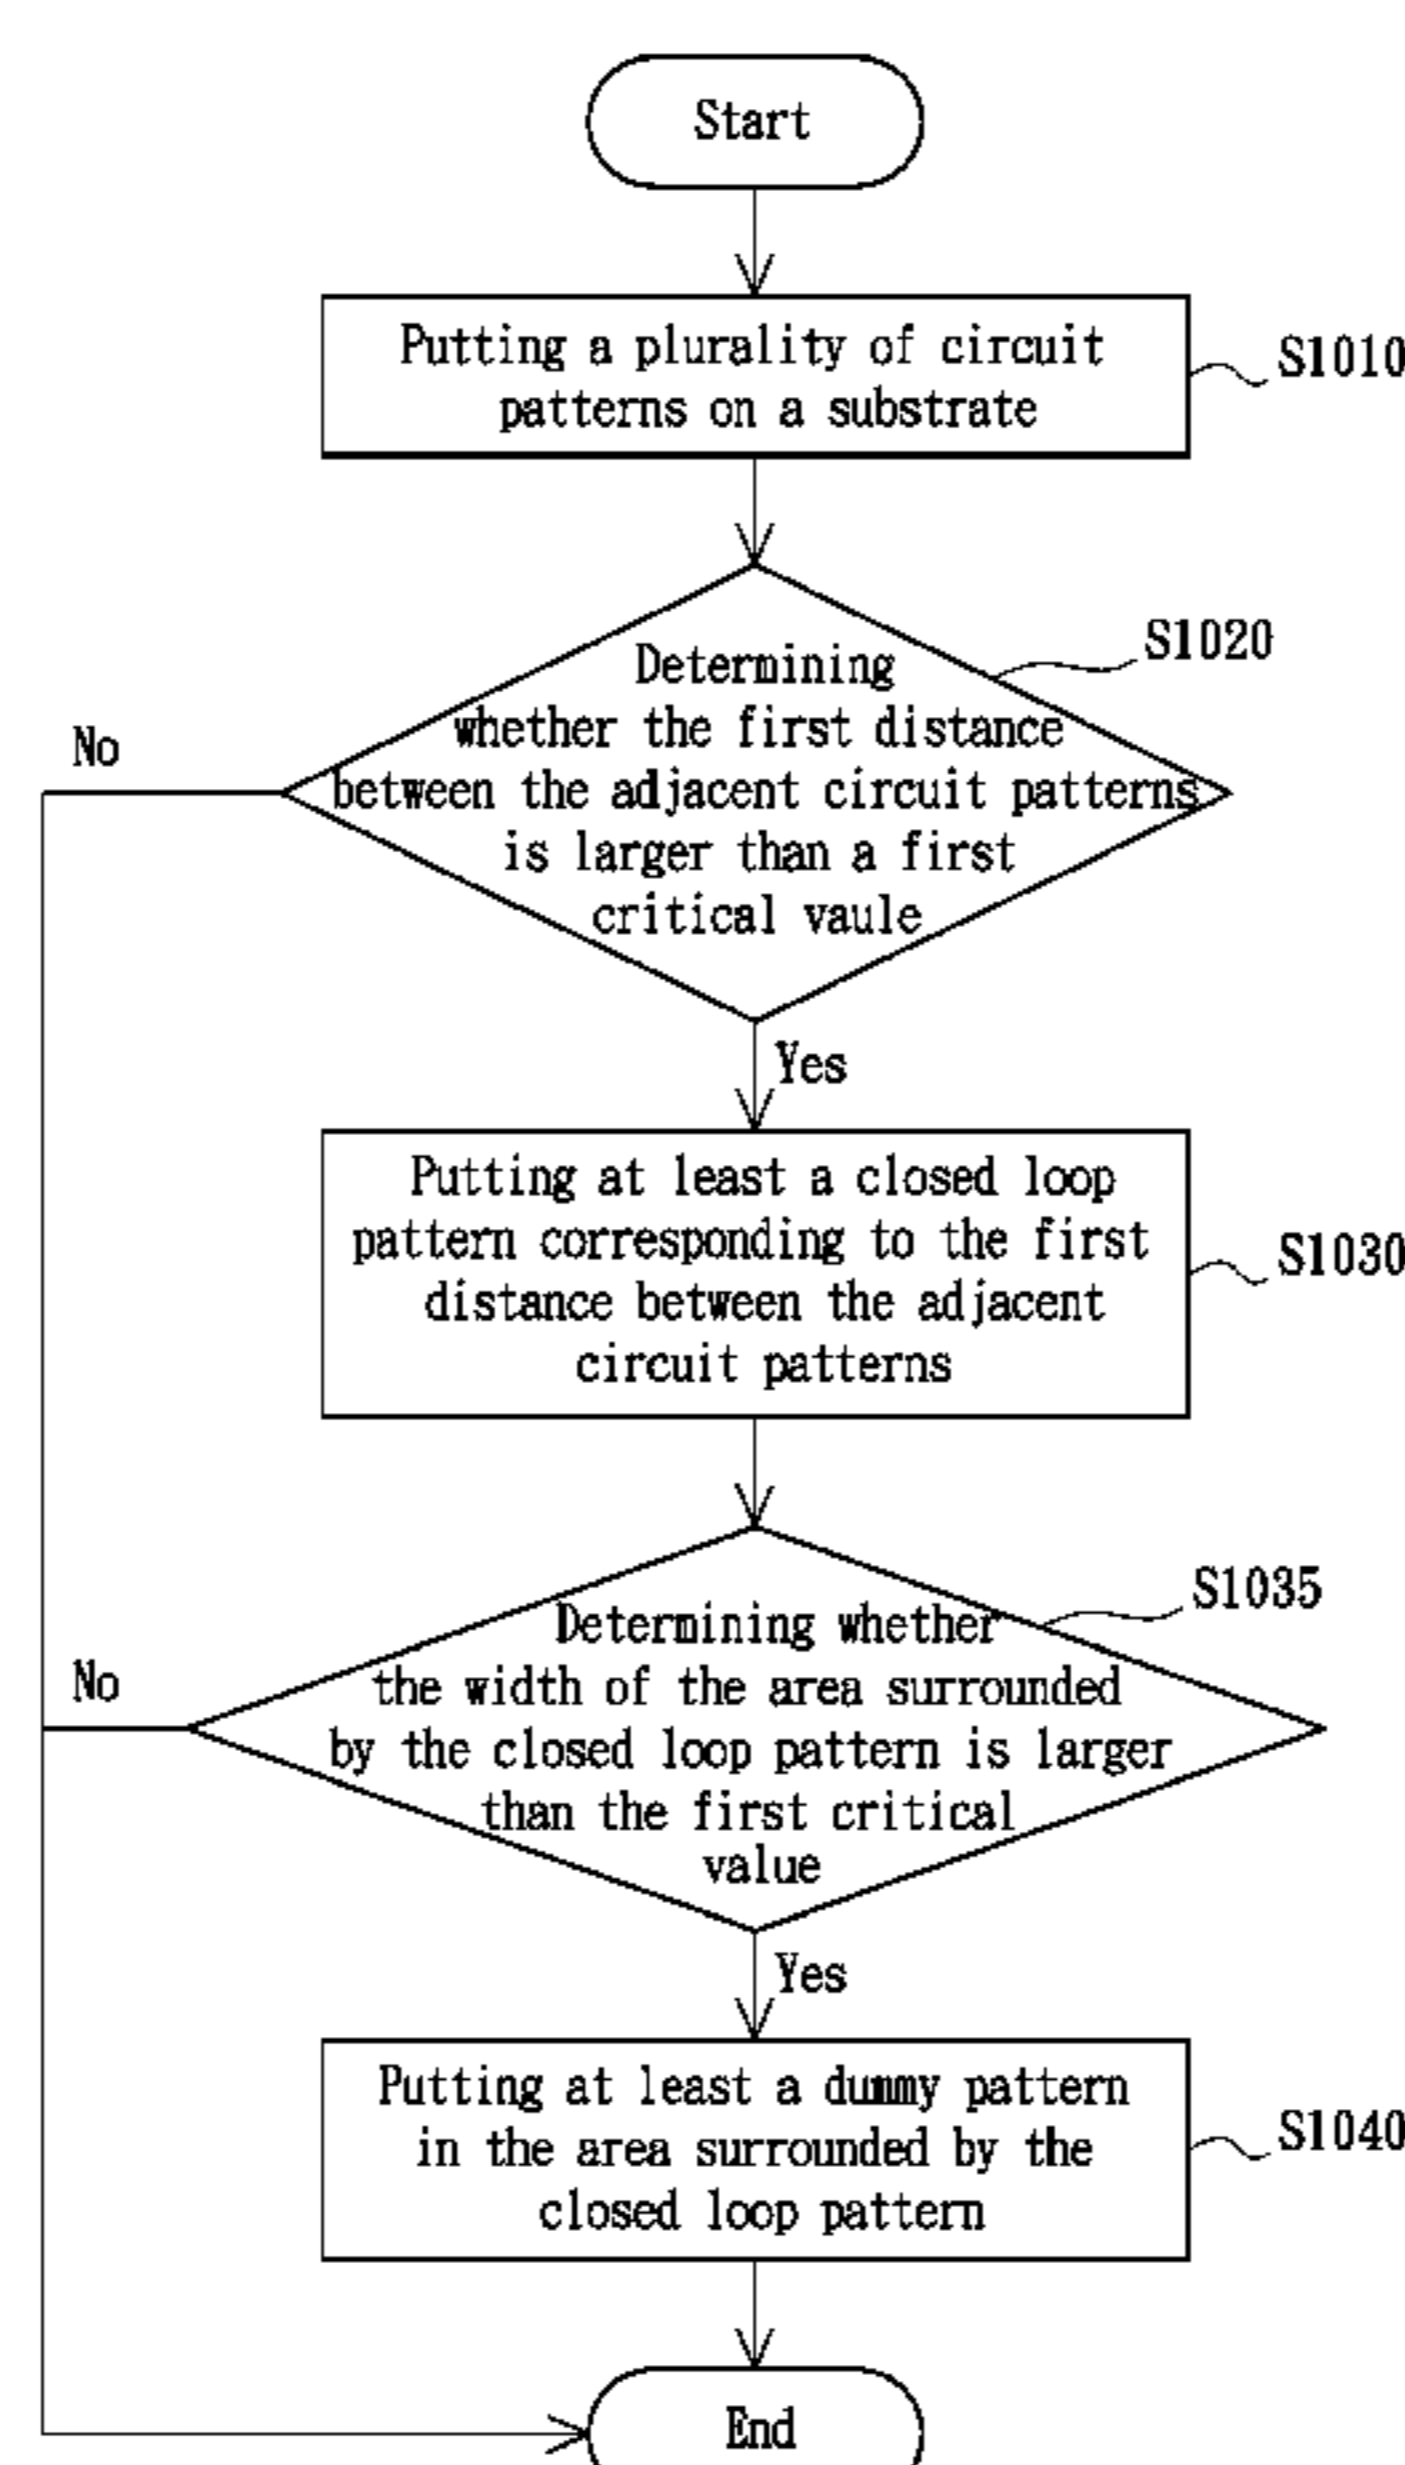 Start
Putting a plurality of circuit
patterns on a substrate
S1010
S1020
Determining
whether the first distance
between the adjacent circuit patterns
is larger than a first
critical vaule
No
Yes
Putting at least a closed loop
pattern corresponding to the first
distance between the adjacent
circuit patterns
S1030
S1035
Determining whether
the width of the area surrounded
by the closed loop pattern is larger
than the first critical
value
No
Yes
Putting at least a dummy pattern
in the area surrounded by the
closed loop pattern
S1040
End